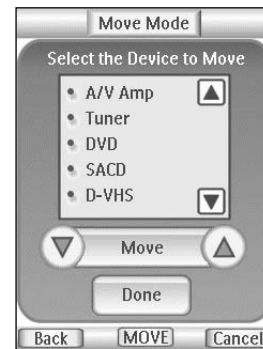 Move Mode
Select the Device to Move
A/V Amp
Tuner
DVD
SACD
D-VHS
Move
Done
Back MOVE Cancel